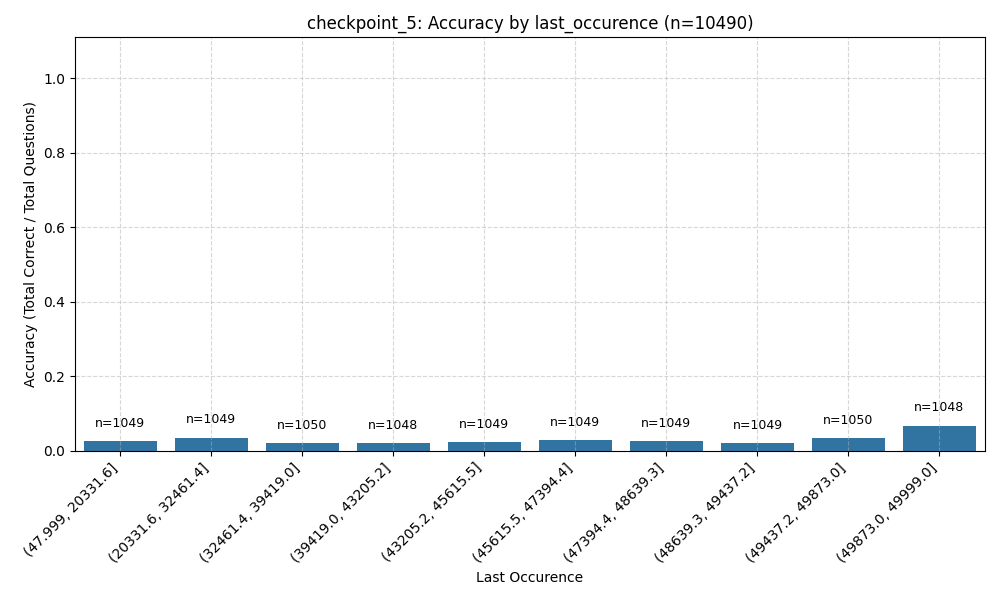 checkpoint_5: Accuracy by last_occurence (n=10490)
Accuracy (Total Correct / Total Questions)
1.0
0.8
0.6
0.4
0.2
0.0
n=1049
n=1049
n=1050
n=1048
n=1049
n=1049
n=1049
n=1049
n=1050
n=1048
(47.999, 20331.6]
(20331.6, 32461.4]
(32461.4, 39419.0]
(39419.0, 43205.2]
(43205.2, 45615.5]
(45615.5, 47394.4]
(47394.4, 48639.3]
(48639.3, 49437.2]
(49437.2, 49873.0]
(49873.0, 49999.0]
Last Occurence